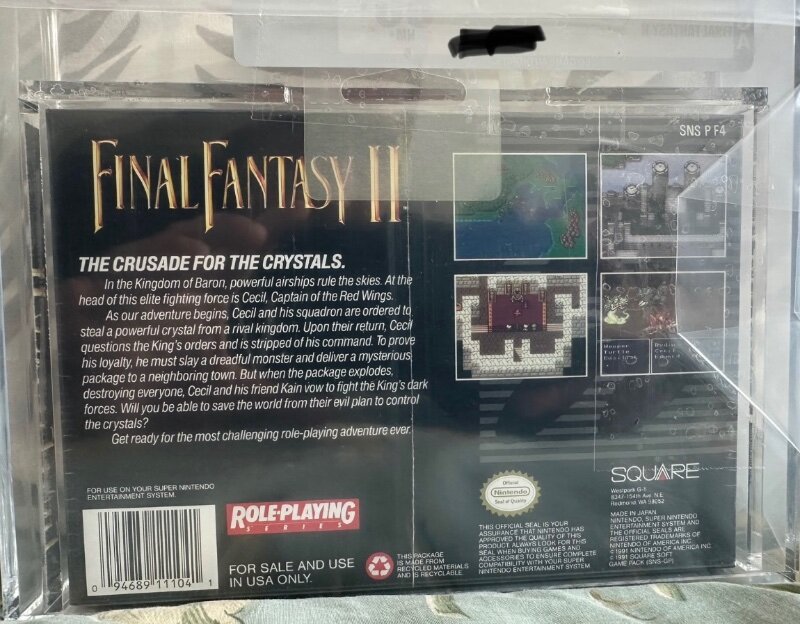 SNS P F4
FINAL FANTASY II
THE CRUSADE FOR THE CRYSTALS.
In the Kingdom of Baron, powerful airships rule the skies. At the
head of this elite fighting force is Cecil, Captain of the Red Wings.
As our adventure begins, Cecil and his squadron are ordered to
steal a powerful crystal from a rival kingdom. Upon their return, Cecil
questions the King's orders and is stripped of his command. To prove
his loyalty, he must slay a dreadful monster and deliver a mysterious
package to a neighboring town. But when the package explodes,
destroying everyone, Cecil and his friend Kain vow to fight the King's dark
forces. Will you be able to save the world from their evil plan to control
the crystals?
Get ready for the most challenging role-playing adventure ever.
FOR USE ON YOUR SUPER NINTENDO
ENTERTAINMENT SYSTEM.
0 94689 11104 1
ROLE-PLAYING
SERIES
FOR SALE AND USE
IN USA ONLY.
THIS PACKAGE
IS MADE FROM
RECYCLED MATERIALS
AND IS RECYCLABLE
Official
Nintendo
Seal of Quality
THIS OFFICIAL SEAL IS YOUR
ASSURANCE THAT NINTENDO HAS
APPROVED THE QUALITY OF THIS
PRODUCT. ALWAYS LOOK FOR THIS
SEAL WHEN BUYING GAMES AND
ACCESSORIES TO ENSURE COMPLETE
COMPATIBILITY WITH YOUR SUPER
NINTENDO ENTERTAINMENT SYSTEM.
SQUARE
Westpark G-1
8247-154th Ave. N.E.
Redmond, WA 98052
MADE IN JAPAN
NINTENDO, SUPER NINTENDO
ENTERTAINMENT SYSTEM AND
THE OFFICIAL SEALS ARE
REGISTERED TRADEMARKS OF
NINTENDO OF AMERICA INC.
©1991 NINTENDO OF AMERICA INC.
©1991 SQUARE SOFT
GAME PACK (SNS-GP)